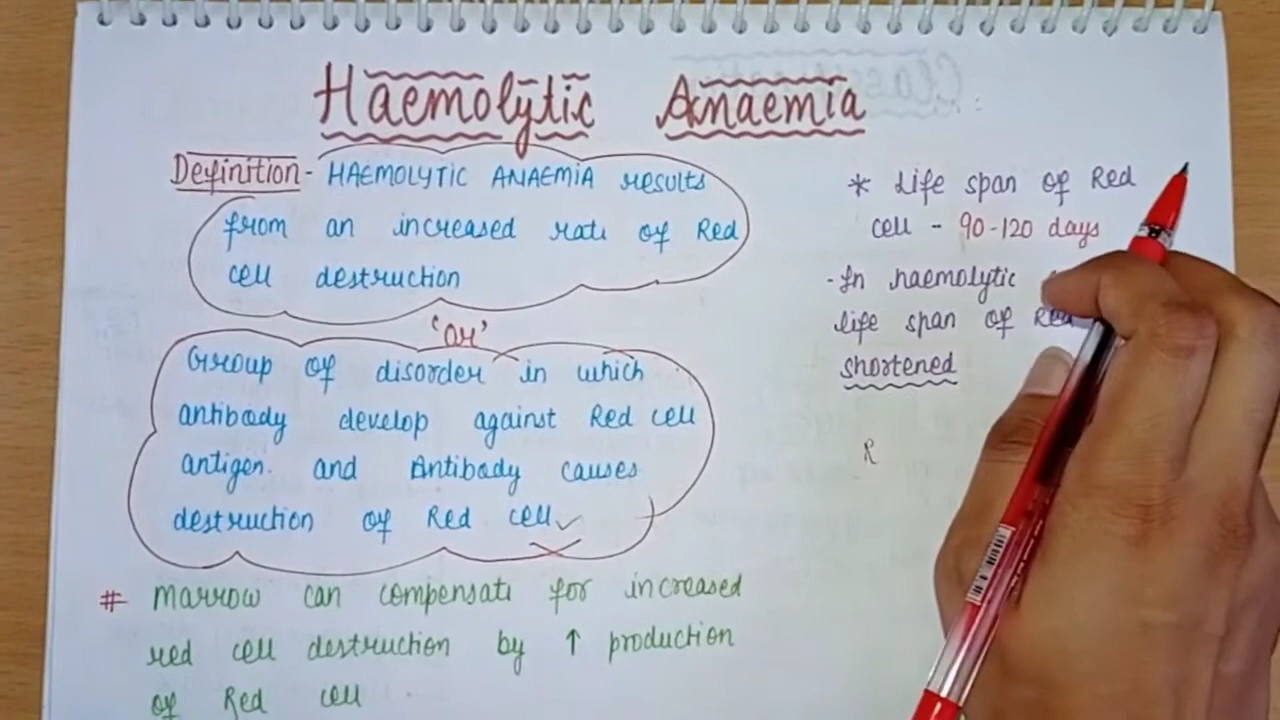 Haemolytic Anaemia
Definition- HAEMOLYTIC ANAEMIA results
from an increased rate of Red
cell destruction
'or'
Group of disorder in which
antibody develop against Red cell
antigen. and Antibody causes
destruction of Red cell
# Marrow can compensate for increased
red cell destruction by ↑ production
of Red cell
* Life span of Red
cell - 90-120 days
- In haemolytic
life span of Red
shortened
R